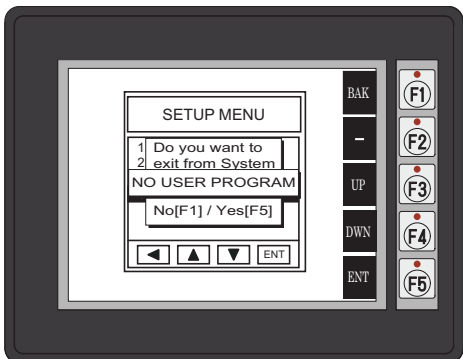 SETUP MENU
1 Do you want to
2 exit from System
NO USER PROGRAM
No[F1] / Yes[F5]
ENT
BAK
–
UP
DWN
ENT
F1
F2
F3
F4
F5